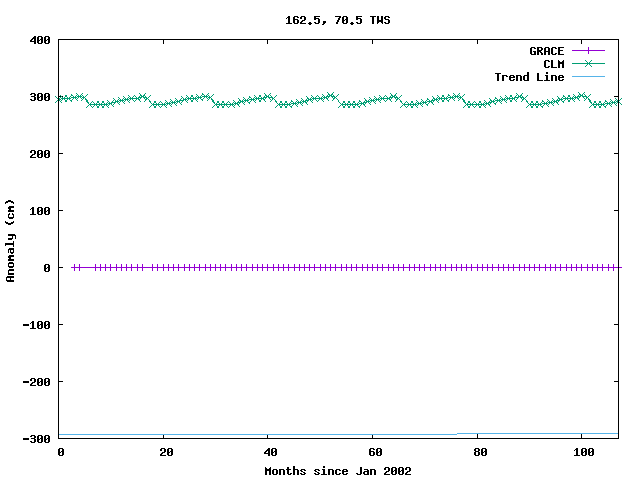 162.5, 70.5 TWS
GRACE
CLM
Trend Line
400
300
200
100
0
-100
-200
-300
Anomaly (cm)
0 20 40 60 80 100
Months since Jan 2002